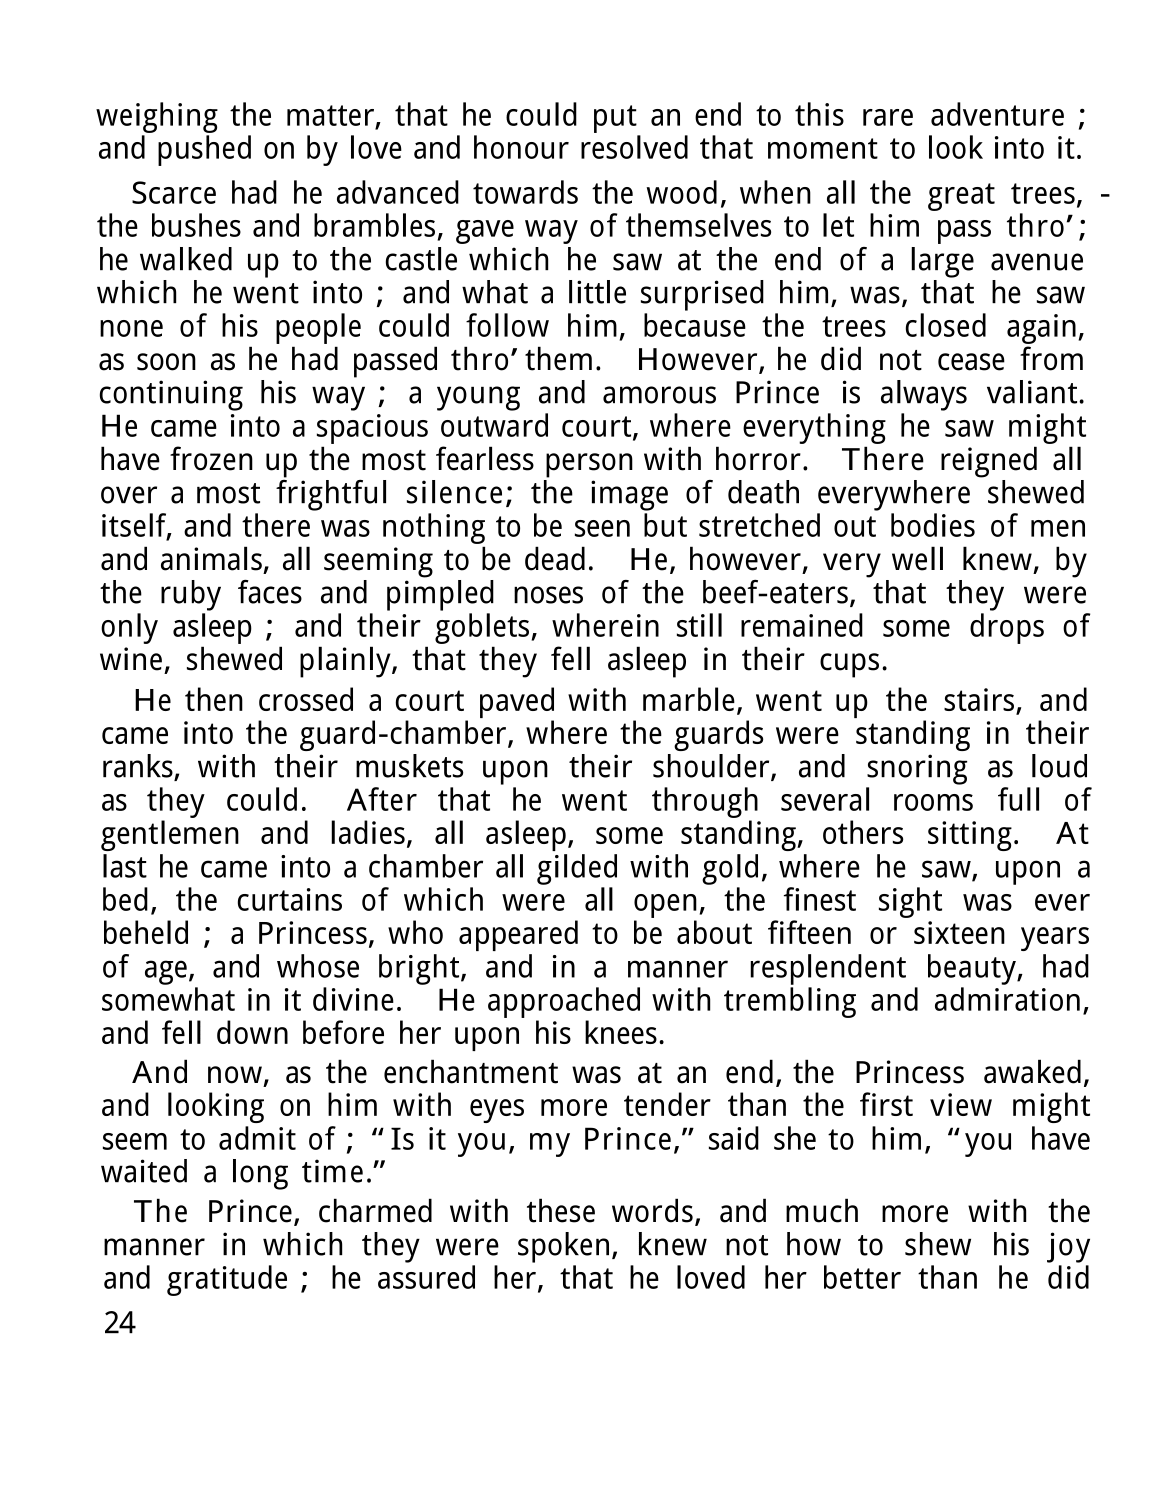 weighing the matter, that he could put an end to this rare adventure ;
and pushed on by love and honour resolved that moment to look into it.
Scarce had he advanced towards the wood, when all the great trees, -
the bushes and brambles, gave way of themselves to let him pass thro’ ;
he walked up to the castle which he saw at the end of a large avenue
which he went into ; and what a little surprised him, was, that he saw
none of his people could follow him, because the trees closed again,
as soon as he had passed thro’ them. However, he did not cease from
continuing his way ; a young and amorous Prince is always valiant.
He came into a spacious outward court, where everything he saw might
have frozen up the most fearless person with horror. There reigned all
over a most frightful silence; the image of death everywhere shewed
itself, and there was nothing to be seen but stretched out bodies of men
and animals, all seeming to be dead. He, however, very well knew, by
the ruby faces and pimpled noses of the beef-eaters, that they were
only asleep ; and their goblets, wherein still remained some drops of
wine, shewed plainly, that they fell asleep in their cups.
He then crossed a court paved with marble, went up the stairs, and
came into the guard-chamber, where the guards were standing in their
ranks, with their muskets upon their shoulder, and snoring as loud
as they could. After that he went through several rooms full of
gentlemen and ladies, all asleep, some standing, others sitting. At
last he came into a chamber all gilded with gold, where he saw, upon a
bed, the curtains of which were all open, the finest sight was ever
beheld ; a Princess, who appeared to be about fifteen or sixteen years
of age, and whose bright, and in a manner resplendent beauty, had
somewhat in it divine. He approached with trembling and admiration,
and fell down before her upon his knees.
And now, as the enchantment was at an end, the Princess awaked,
and looking on him with eyes more tender than the first view might
seem to admit of ; “ Is it you, my Prince,” said she to him, “you have
waited a long time.”
The Prince, charmed with these words, and much more with the
manner in which they were spoken, knew not how to shew his joy
and gratitude ; he assured her, that he loved her better than he did
24